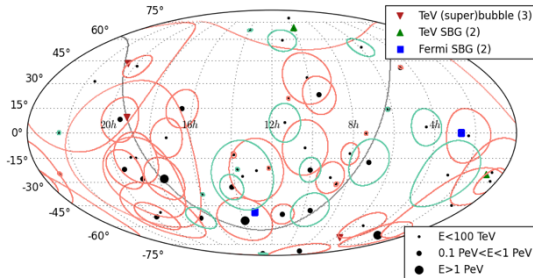 75°
60°
45°
30°
15°
0°
-15°
-30°
-45°
-60°
-75°
20h
16h
12h
8h
4h
TeV (super)bubble (3)
TeV SBG (2)
Fermi SBG (2)
E<100 TeV
0.1 PeV<E<1 PeV
E>1 PeV